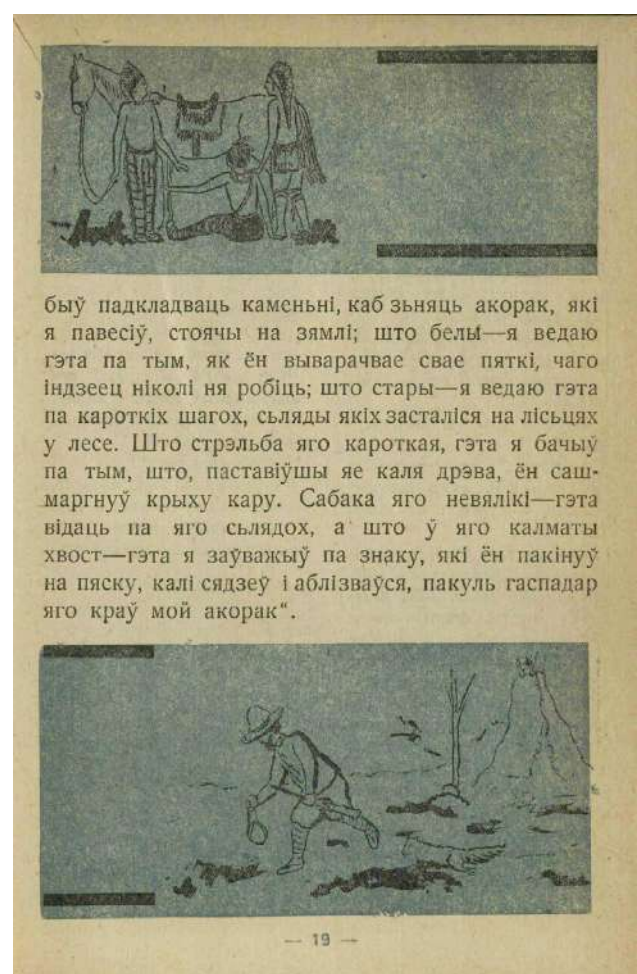 быў падкладваць каменьні, каб зьняць акорак, які
я павесіў, стоячы на зямлі; што белы—я ведаю
гэта па тым, як ён выварачвае свае пяткі, чаго
індзеец ніколі ня робіць; што стары—я ведаю гэта
па кароткіх шагох, сьляды якіх засталіся на лісьцях
у лесе. Што стрэльба яго кароткая, гэта я бачыў
па тым, што, паставіўшы яе каля дрэва, ён саш-
маргнуў крыху кару. Сабака яго невялікі—гэта
відаць па яго сьлядох, а што ў яго калматы
хвост—гэта я заўважыў па знаку, які ён пакінуў
на пяску, калі сядзеў і аблізваўся, пакуль гаспадар
яго краў мой акорак“.
— 19 —